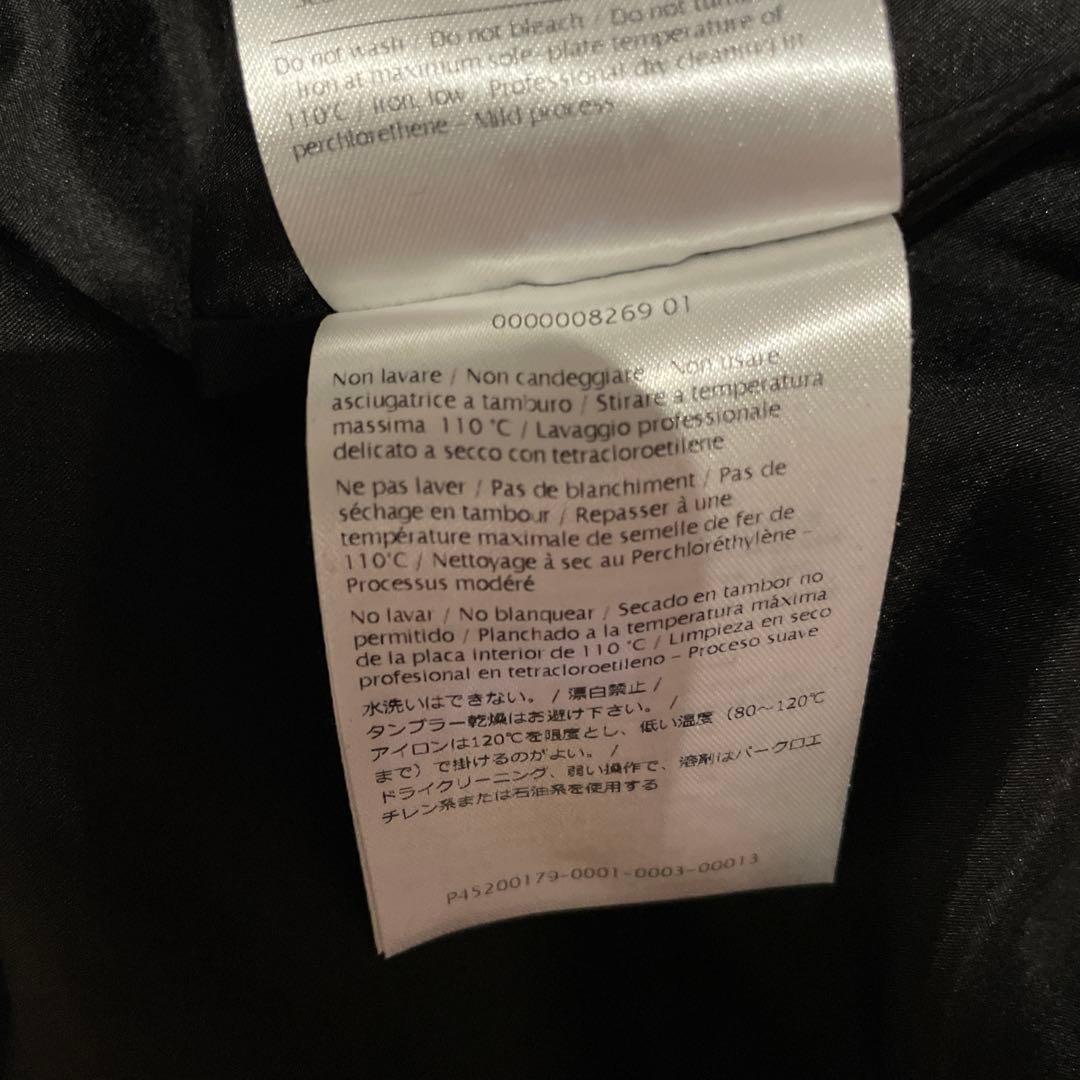 Do not wash / Do not bleach / Do not
Iron at maximum sole-plate temperature of
110°C / Iron, low / Professional dry cleaning in
perchlorethene – Mild process
0000008269 01
Non lavare / Non candeggiare / Non usare
asciugatrice a tamburo / Stirare a temperatura
massima 110 °C / Lavaggio professionale
delicato a secco con tetracloroetilene
Ne pas laver / Pas de blanchiment / Pas de
séchage en tambour / Repasser à une
température maximale de semelle de fer de
110°C / Nettoyage à sec au Perchloréthylène –
Processus modéré
No lavar / No blanquear / Secado en tambor no
permitido / Planchado a la temperatura máxima
de la placa interior de 110 °C / Limpieza en seco
profesional en tetracloroetileno – Proceso suave
水洗いはできない。 / 漂白禁止 /
タンブラー乾燥はお避け下さい。 /
アイロンは120℃を限度とし、低い温度（80～120℃
まで）で掛けるのがよい。 /
ドライクリーニング、弱い操作で、溶剤はパークロエ
チレン系または石油系を使用する
P45200179-0001-0003-00013